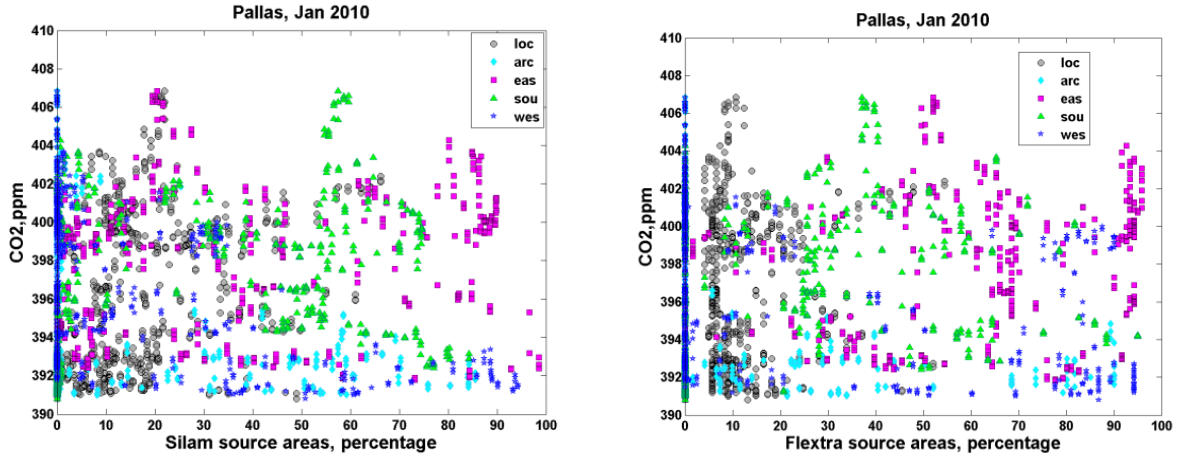 Pallas, Jan 2010
410
408
406
404
402
400
398
396
394
392
390
CO2,ppm
loc
arc
eas
sou
wes
0 10 20 30 40 50 60 70 80 90 100
Silam source areas, percentage
Pallas, Jan 2010
410
408
406
404
402
400
398
396
394
392
390
CO2,ppm
loc
arc
eas
sou
wes
0 10 20 30 40 50 60 70 80 90 100
Flextra source areas, percentage